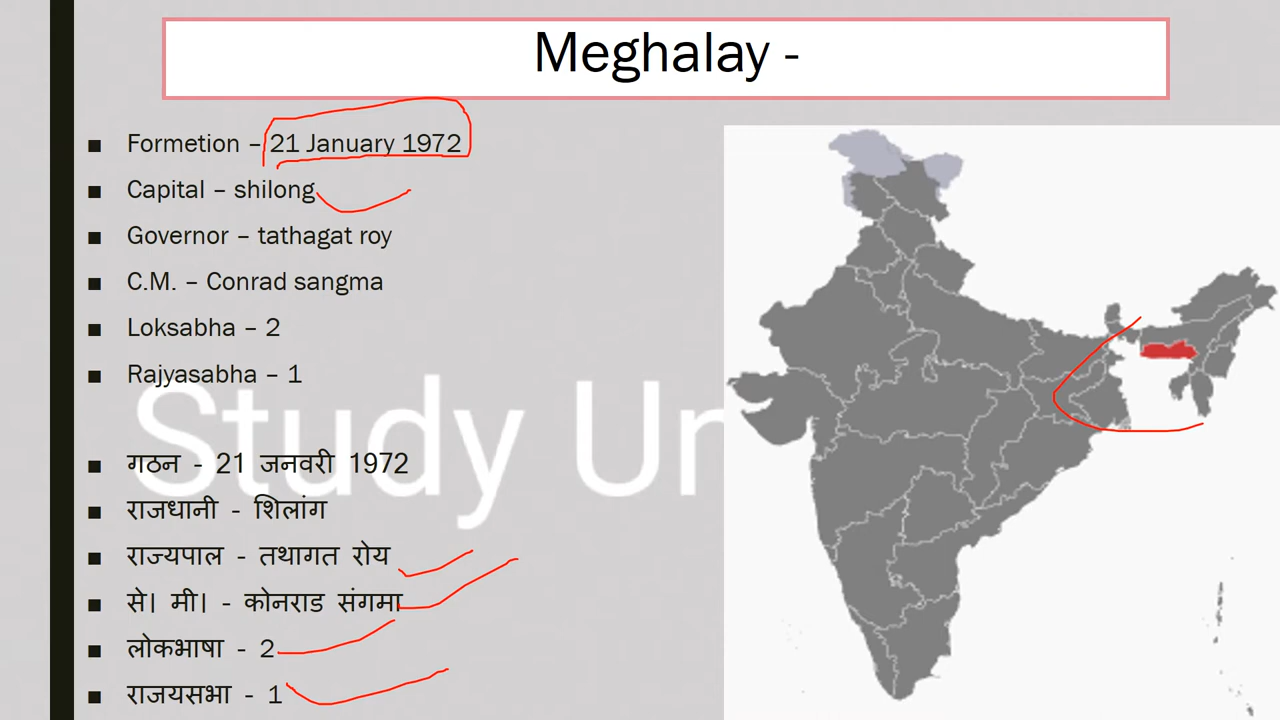 Meghalay -
Formetion – 21 January 1972
Capital – shilong
Governor – tathagat roy
C.M. – Conrad sangma
Loksabha – 2
Rajyasabha – 1
Study Un
गठन - 21 जनवरी 1972
राजधानी - शिलांग
राज्यपाल - तथागत रोय
से। मी। - कोनराड संगमा
लोकभाषा - 2
राजयसभा - 1